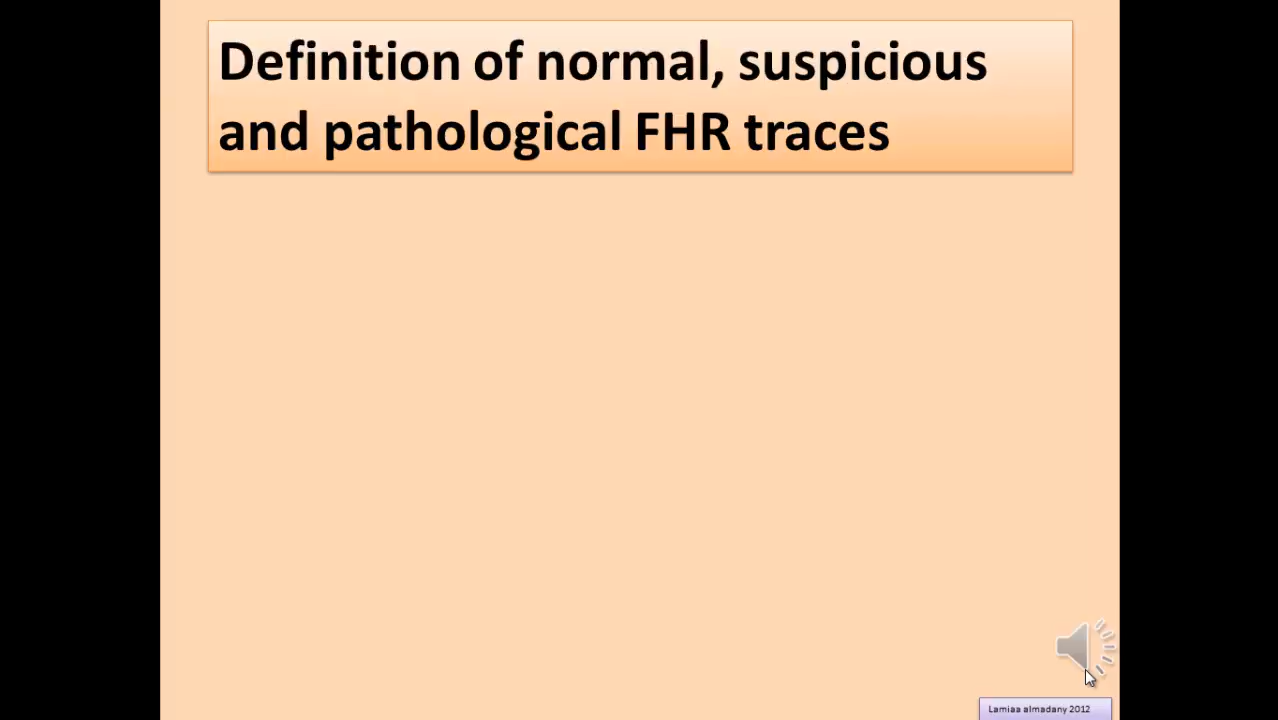 Definition of normal, suspicious
and pathological FHR traces
Lamiaa almadany 2012